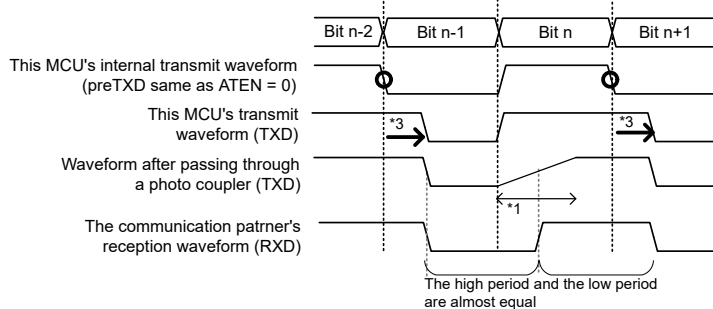 Bit n-2 Bit n-1 Bit n Bit n+1
This MCU's internal transmit waveform
(preTXD same as ATEN = 0)
This MCU's transmit
waveform (TXD)
*3
*3
Waveform after passing through
a photo coupler (TXD)
*1
The communication patrner's
reception waveform (RXD)
The high period and the low period
are almost equal